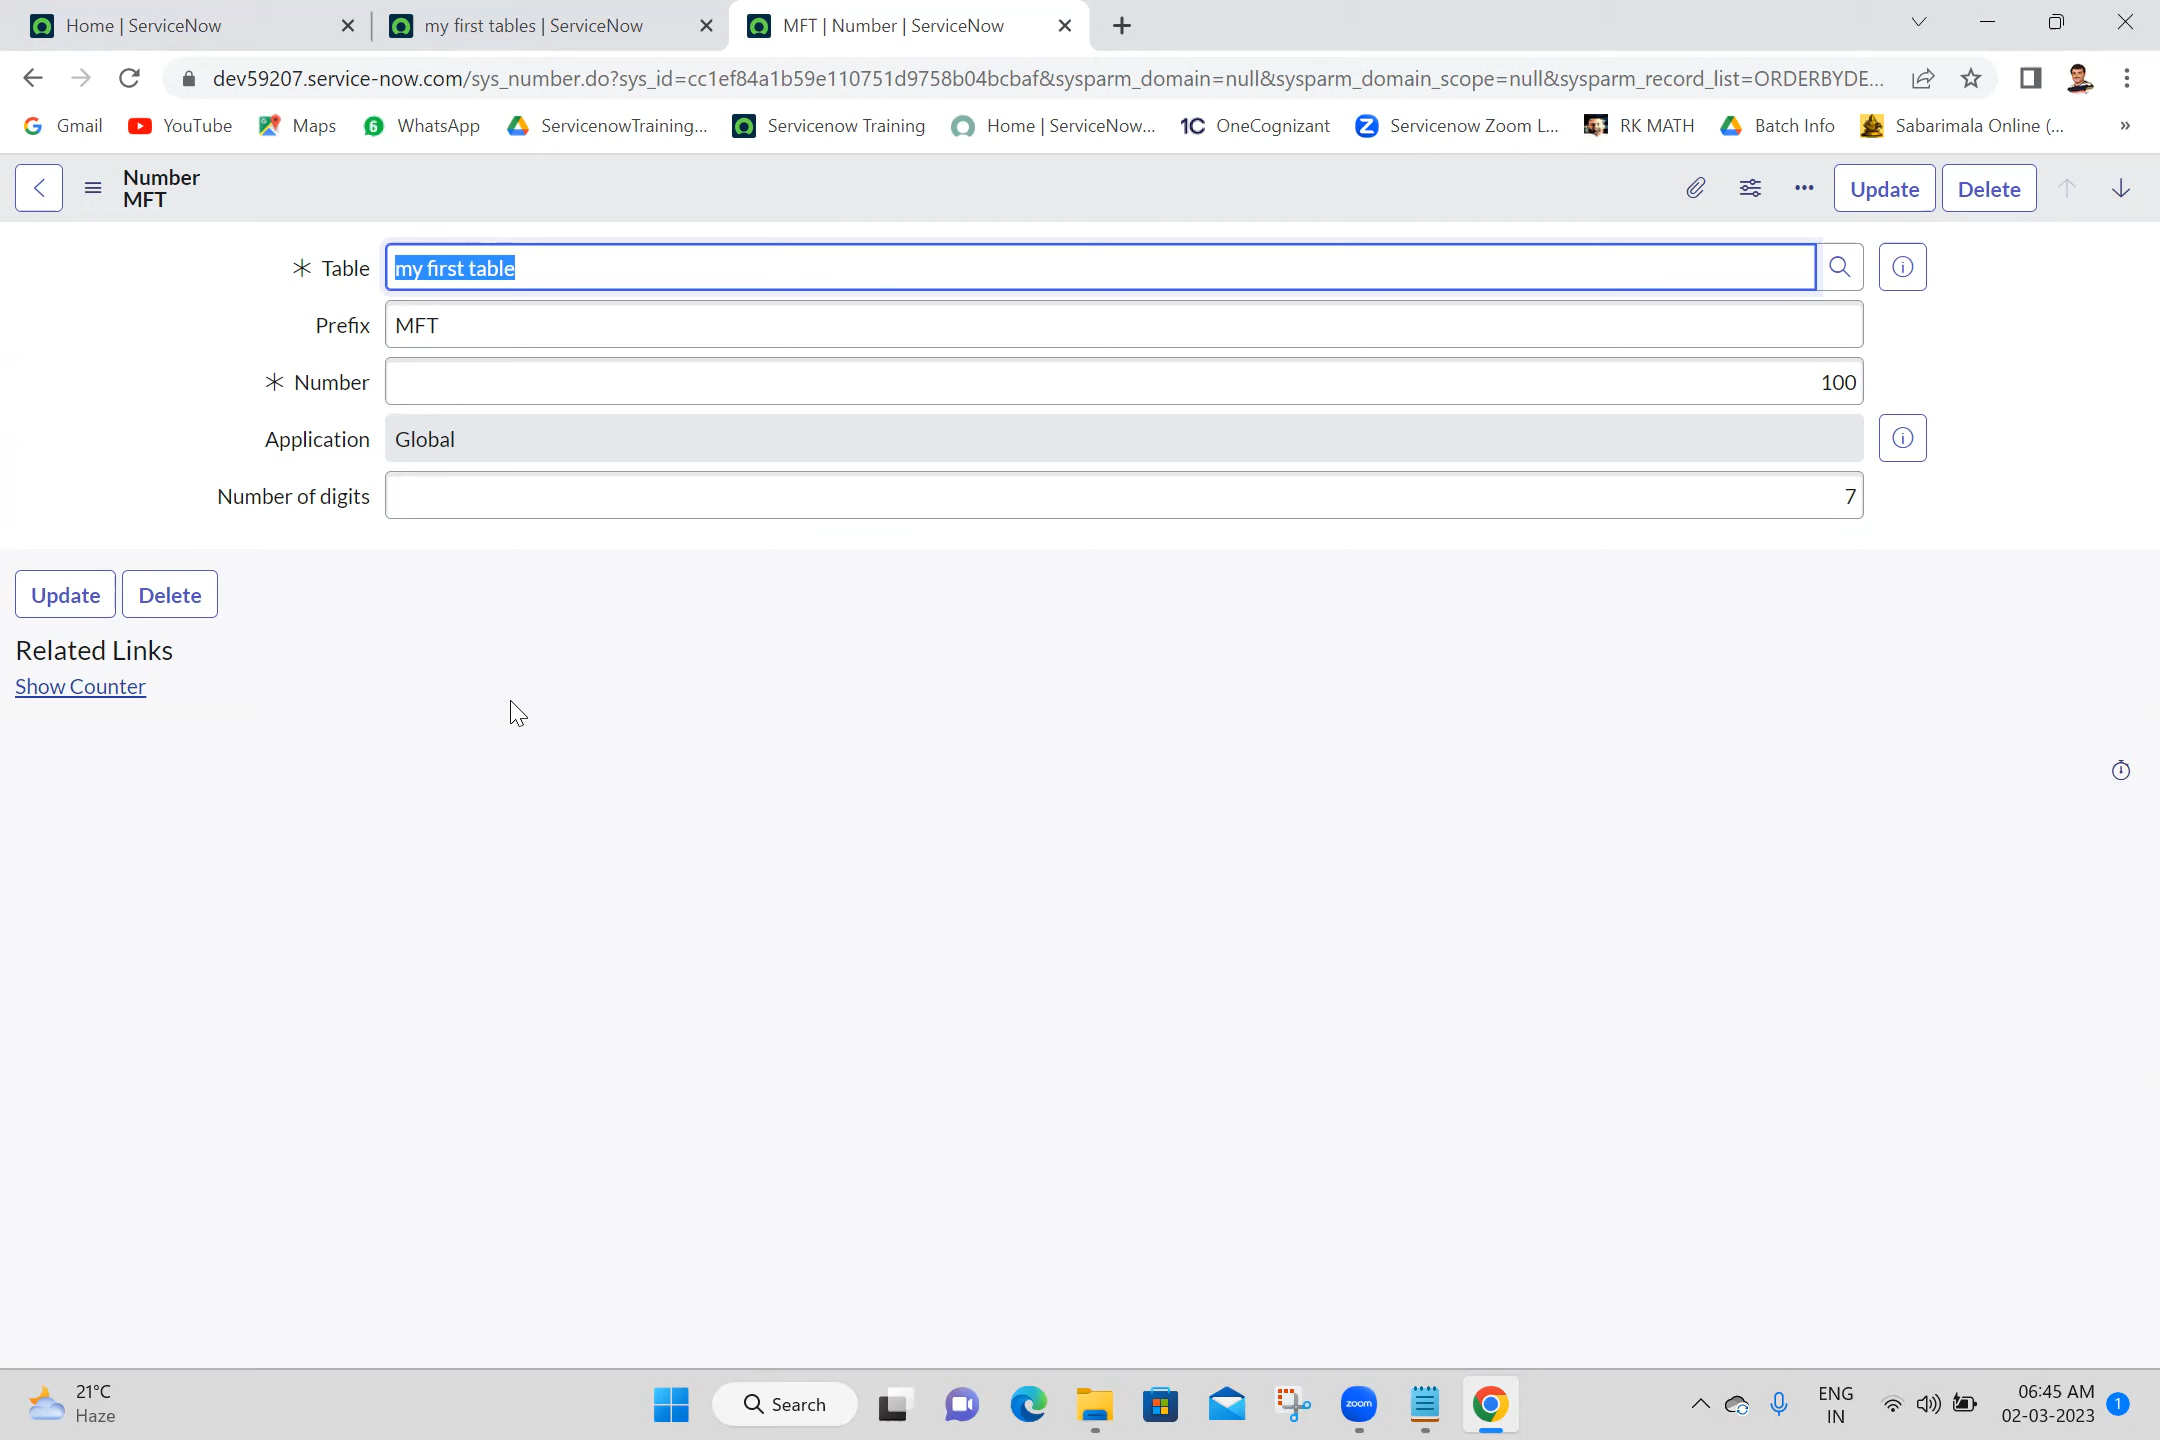 Home | ServiceNow
my first tables | ServiceNow
MFT | Number | ServiceNow
dev59207.service-now.com/sys_number.do?sys_id=cc1ef84a1b59e110751d9758b04bcbaf&sysparm_domain=null&sysparm_domain_scope=null&sysparm_record_list=ORDERBYDE...
Gmail
YouTube
Maps
6
WhatsApp
ServicenowTraining...
Servicenow Training
Home | ServiceNow...
1C
OneCognizant
Z
Servicenow Zoom L...
RK MATH
Batch Info
Sabarimala Online (...
»
Number
MFT
Update
Delete
Table
my first table
Prefix
MFT
Number
100
Application
Global
Number of digits
7
Update
Delete
Related Links
Show Counter
21°C
Haze
Search
zoom
ENG
IN
06:45 AM
02-03-2023
1